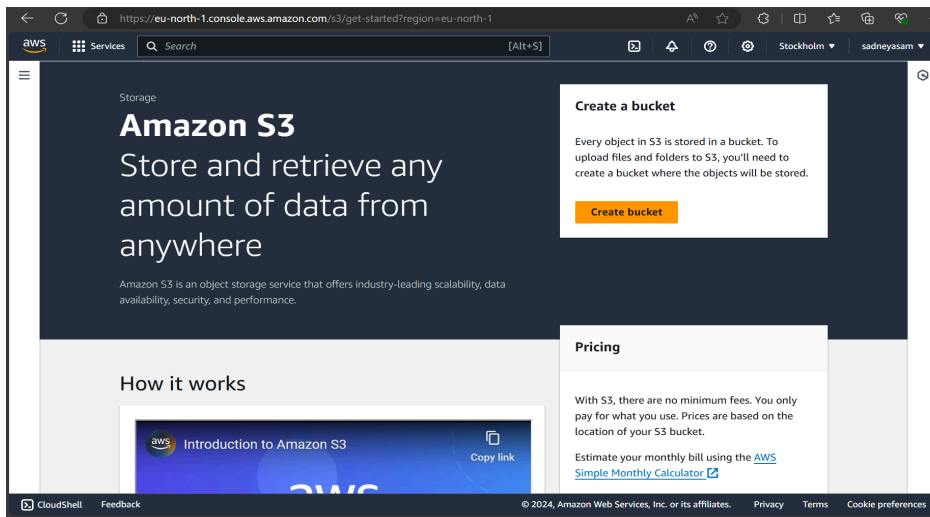 https://eu-north-1.console.aws.amazon.com/s3/get-started?region=eu-north-1
aws
Services
Search
[Alt+S]
Stockholm
sadneyasam
Storage
Amazon S3
Store and retrieve any
amount of data from
anywhere
Amazon S3 is an object storage service that offers industry-leading scalability, data
availability, security, and performance.
Create a bucket
Every object in S3 is stored in a bucket. To
upload files and folders to S3, you'll need to
create a bucket where the objects will be stored.
Create bucket
How it works
aws
Introduction to Amazon S3
Copy link
aws
Pricing
With S3, there are no minimum fees. You only
pay for what you use. Prices are based on the
location of your S3 bucket.
Estimate your monthly bill using the AWS
Simple Monthly Calculator
CloudShell
Feedback
© 2024, Amazon Web Services, Inc. or its affiliates.
Privacy
Terms
Cookie preferences